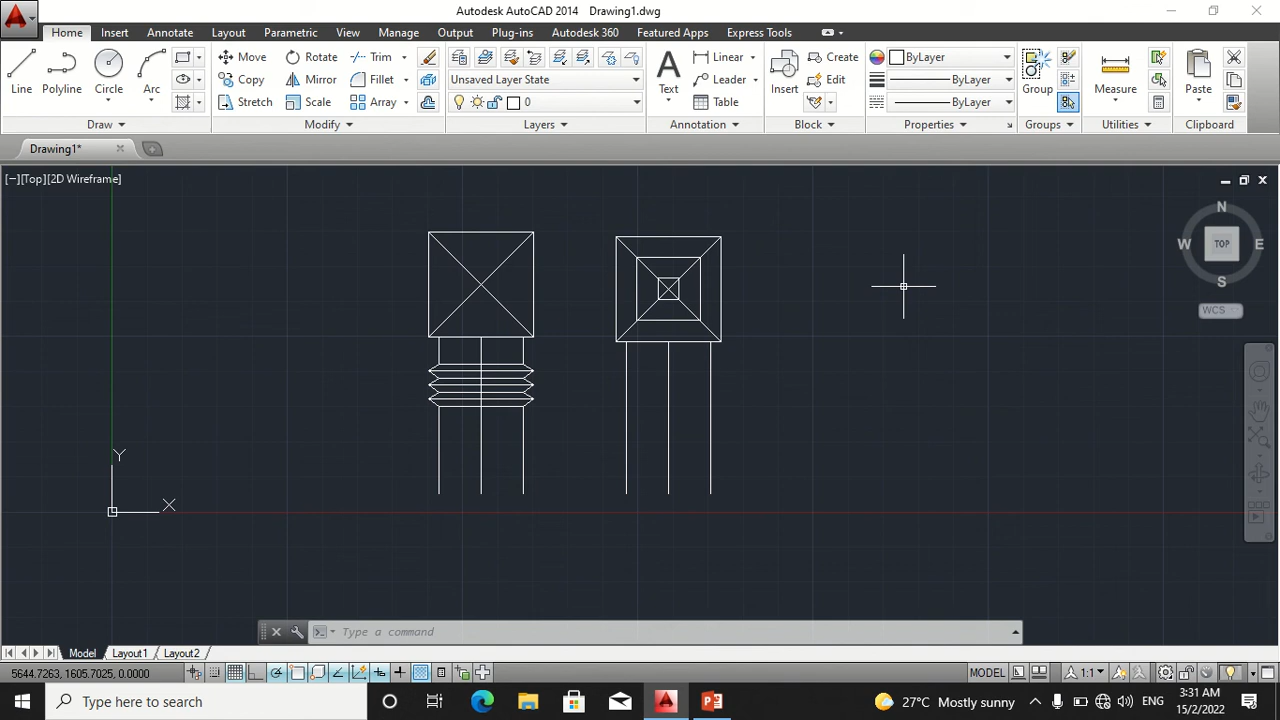 Autodesk AutoCAD 2014 Drawing1.dwg
Home Insert Annotate Layout Parametric View Manage Output Plug-ins Autodesk 360 Featured Apps Express Tools
Move Rotate Trim Linear Create ByLayer
Line Polyline Circle Arc Copy Mirror Fillet Unsaved Layer State Text Leader Insert Edit ByLayer Group Measure Paste
Stretch Scale Array 0 Table ByLayer
Draw Modify Layers Annotation Block Properties Groups Utilities Clipboard
Drawing1*
[−][Top][2D Wireframe]
N
W TOP E
S
WCS
Y
X
Type a command
Model Layout1 Layout2
5644.7263, 1605.7025, 0.0000 MODEL 1:1
Type here to search 27°C Mostly sunny ENG 3:31 AM
15/2/2022